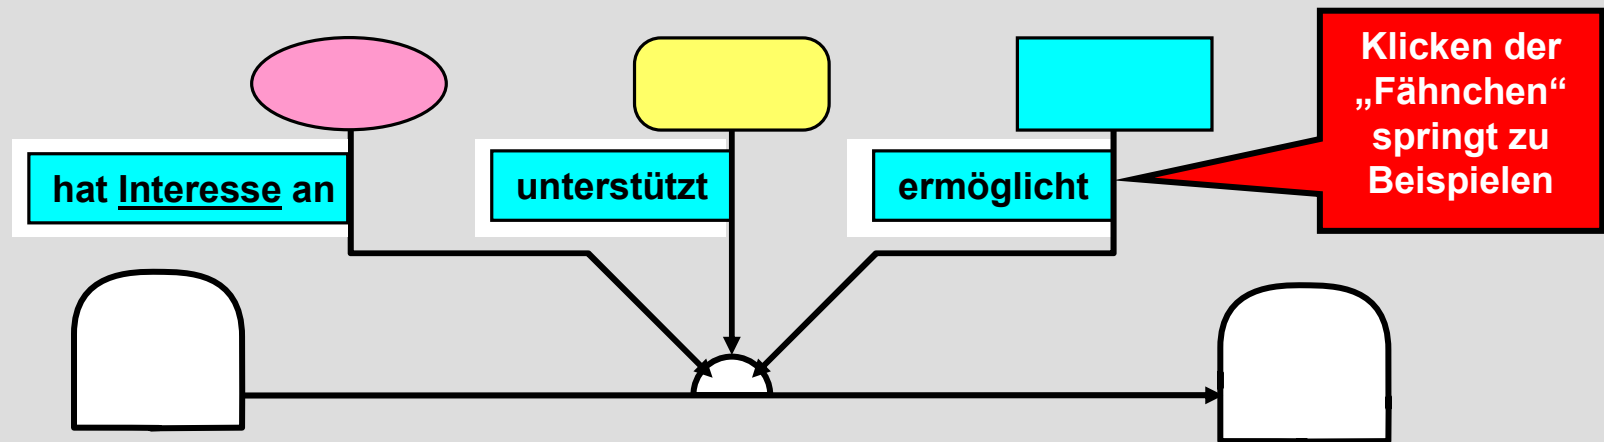 hat Interesse an
unterstützt
ermöglicht
Klicken der
„Fähnchen“
springt zu
Beispielen